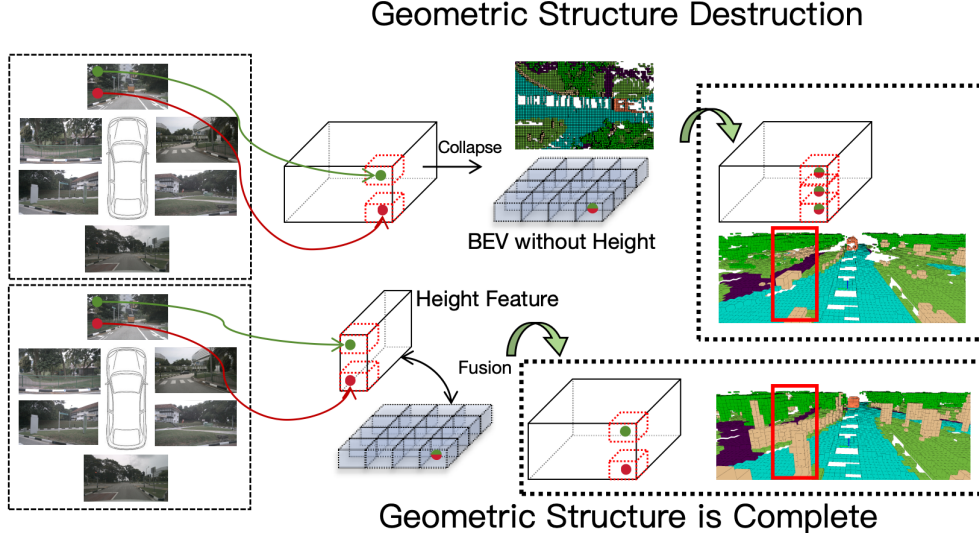 Geometric Structure Destruction
Collapse
BEV without Height
Height Feature
Fusion
Geometric Structure is Complete